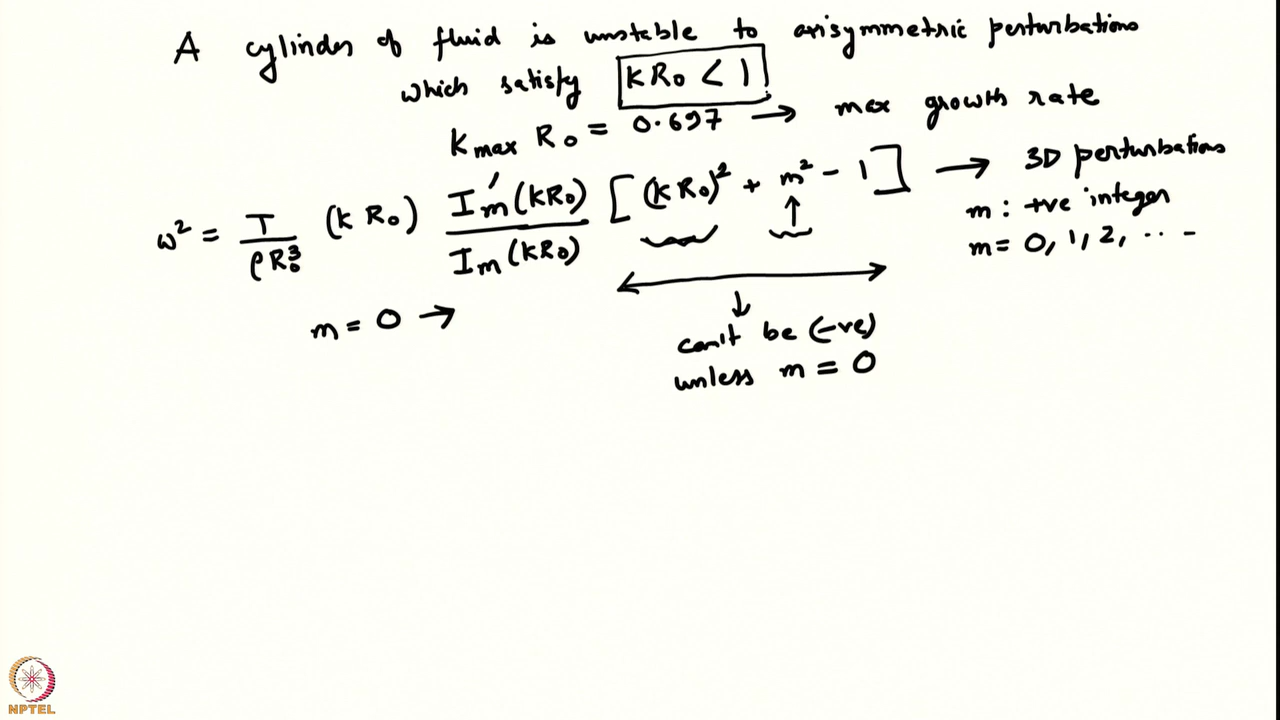 A cylinder of fluid is unstable to axisymmetric perturbations
which satisfy kR₀ < 1
k_max R₀ = 0.697 → max growth rate
ω² = T/(ρR₀³) (k R₀) I'ₘ(kR₀)/Iₘ(kR₀) [(kR₀)² + m² - 1] → 3D perturbations
m : +ve integer
m = 0, 1, 2, ...
m = 0 →
↓
can't be (-ve)
unless m = 0
NPTEL